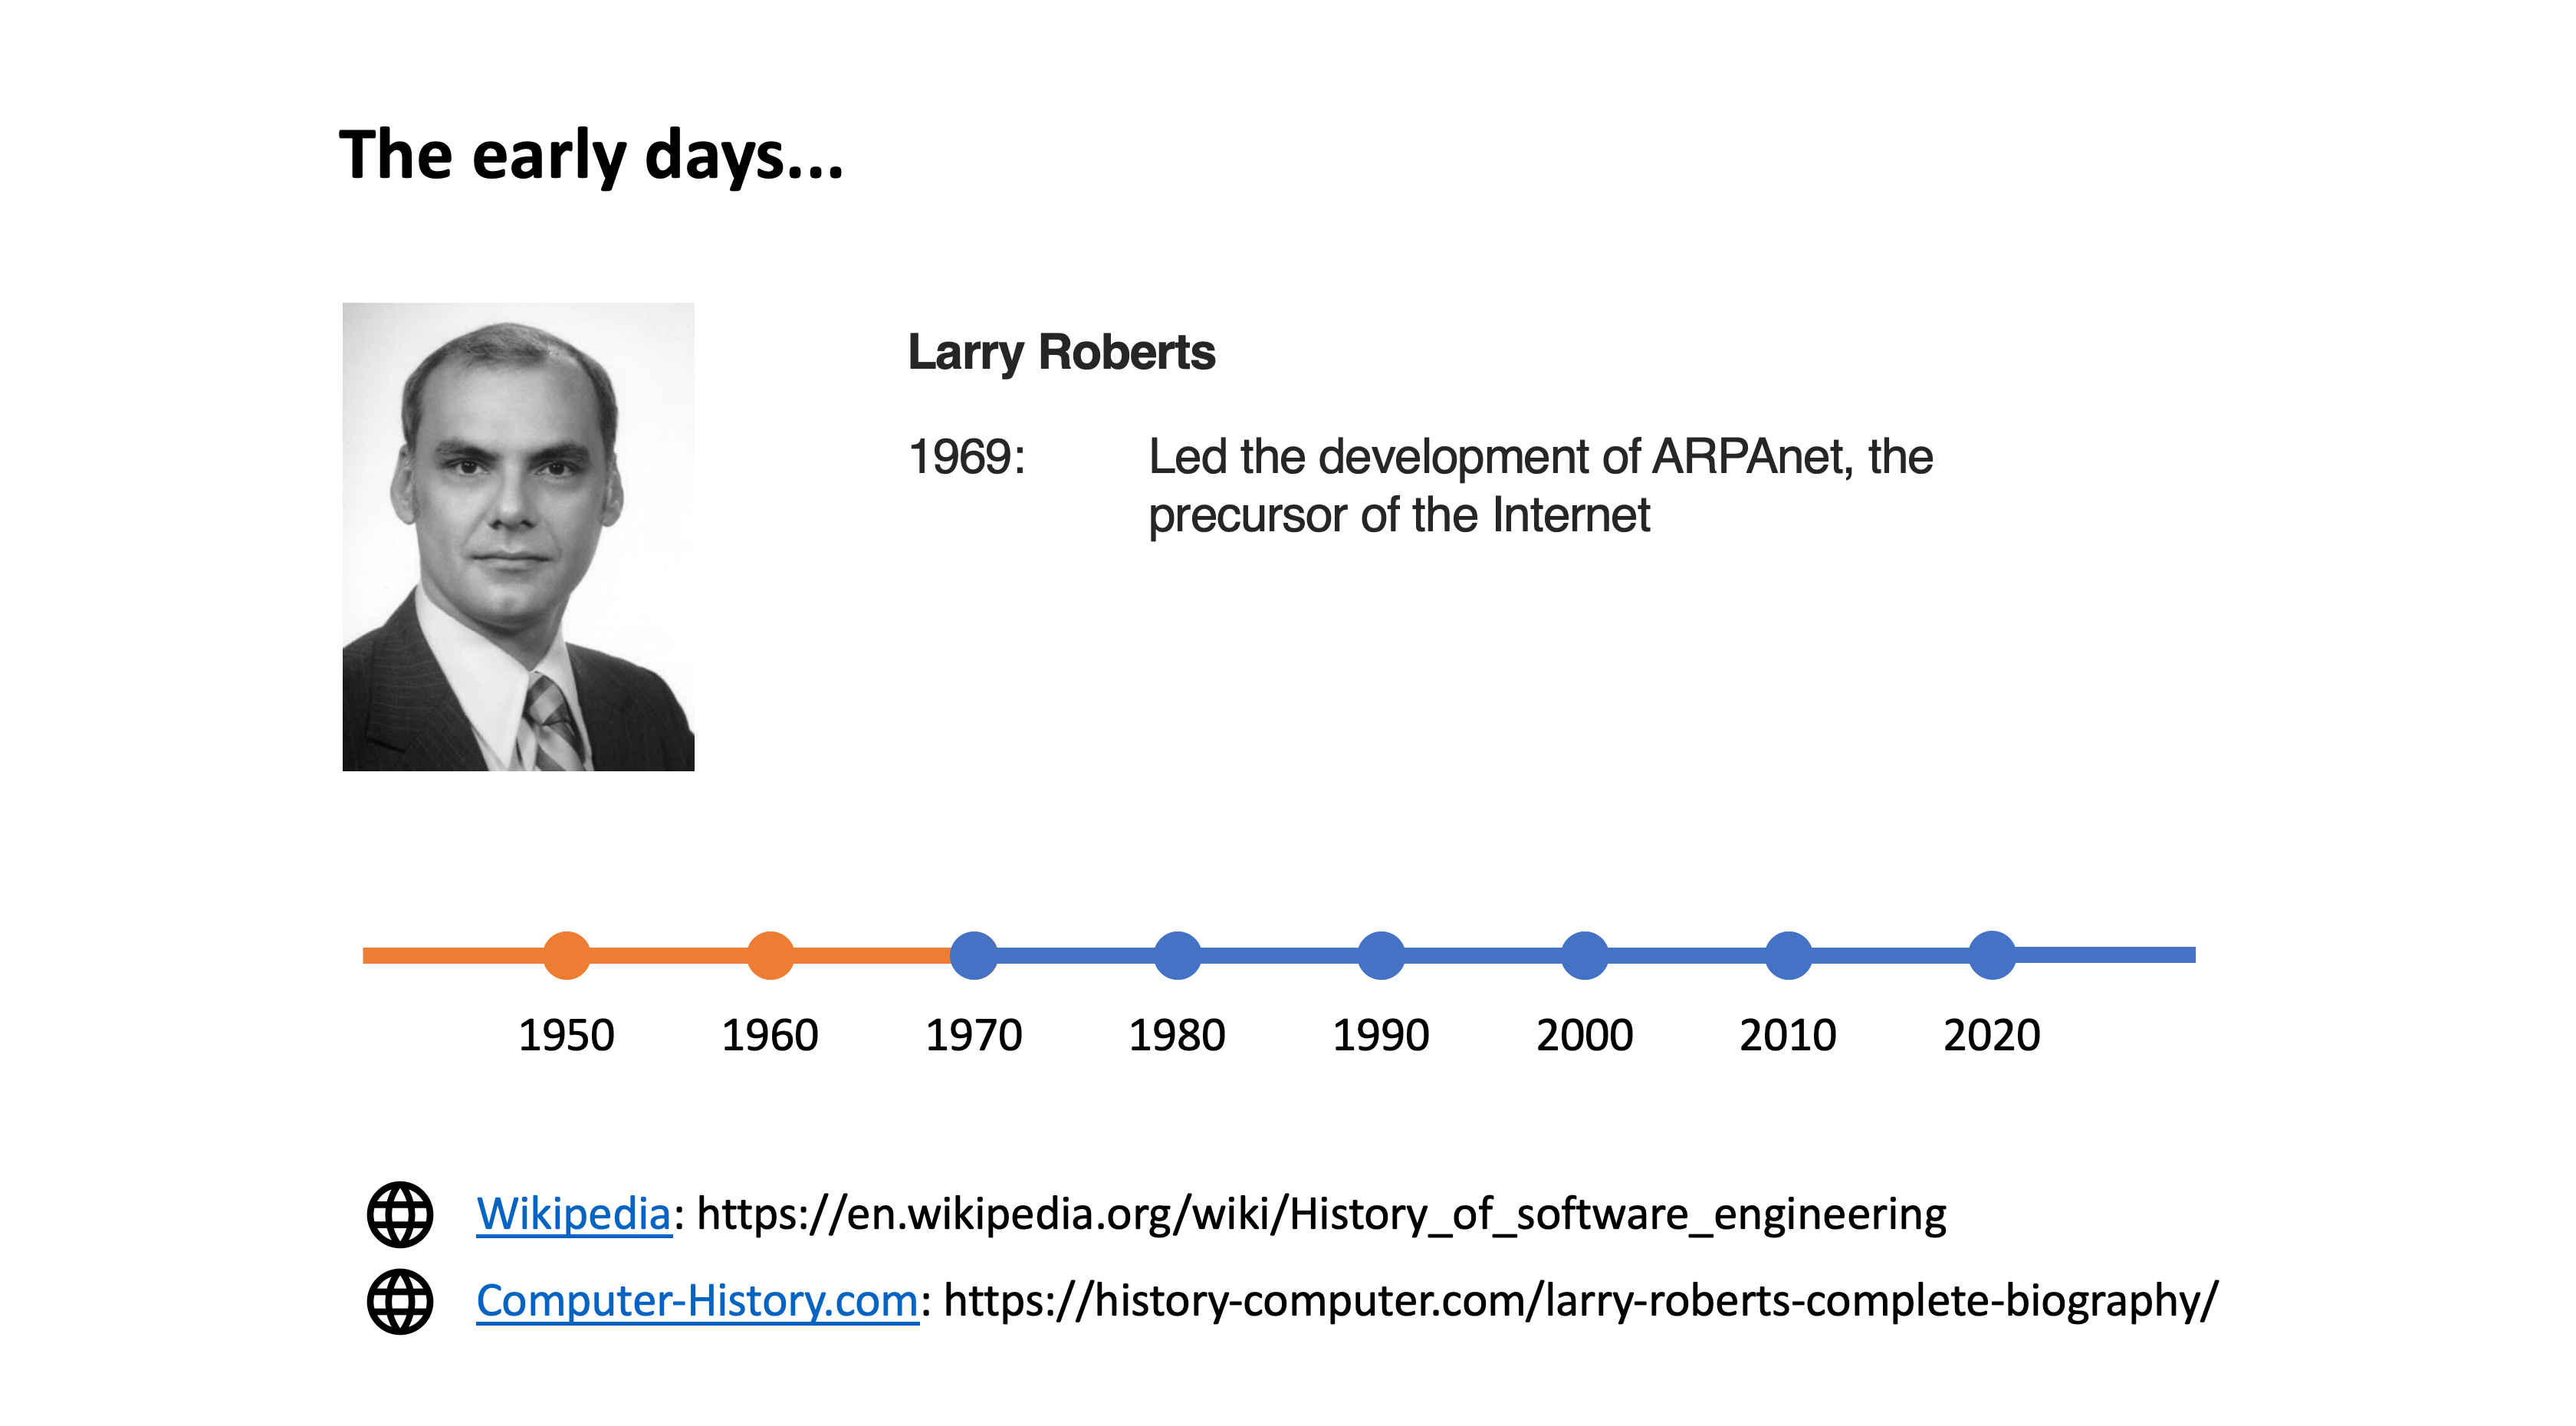 The early days...
Larry Roberts
1969: Led the development of ARPAnet, the
precursor of the Internet
1950 1960 1970 1980 1990 2000 2010 2020
Wikipedia: https://en.wikipedia.org/wiki/History_of_software_engineering
Computer-History.com: https://history-computer.com/larry-roberts-complete-biography/